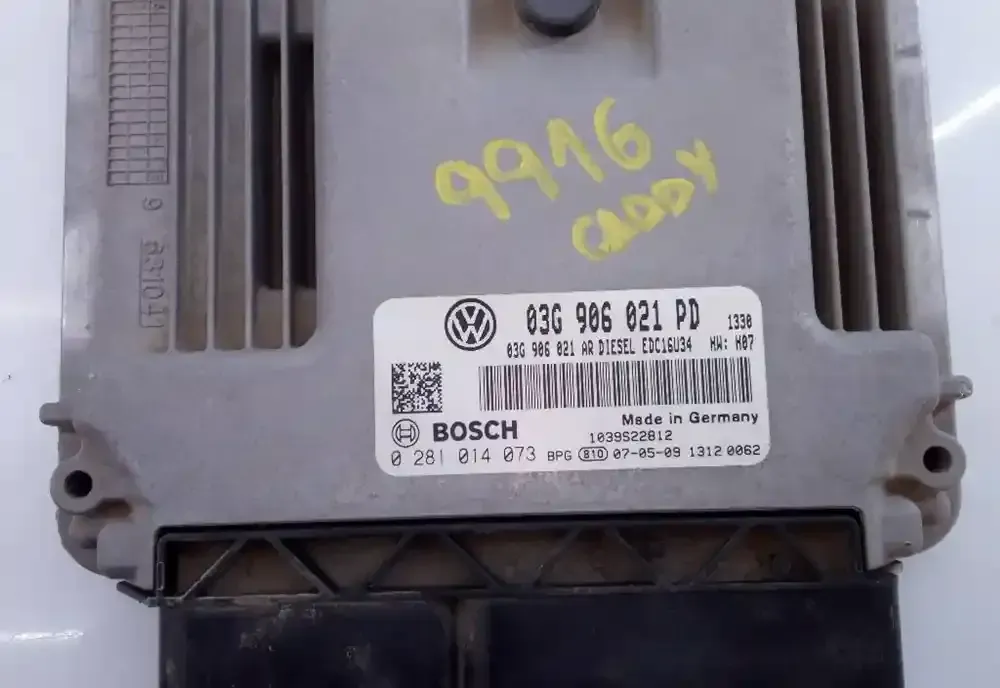 9916
CADDY
VW
03G 906 021 PD 1330
03G 906 021 AR DIESEL EDC16U34 HW: H07
Made in Germany
BOSCH 1039S22812
0 281 014 073 BPG 810 07-05-09 1312 0062